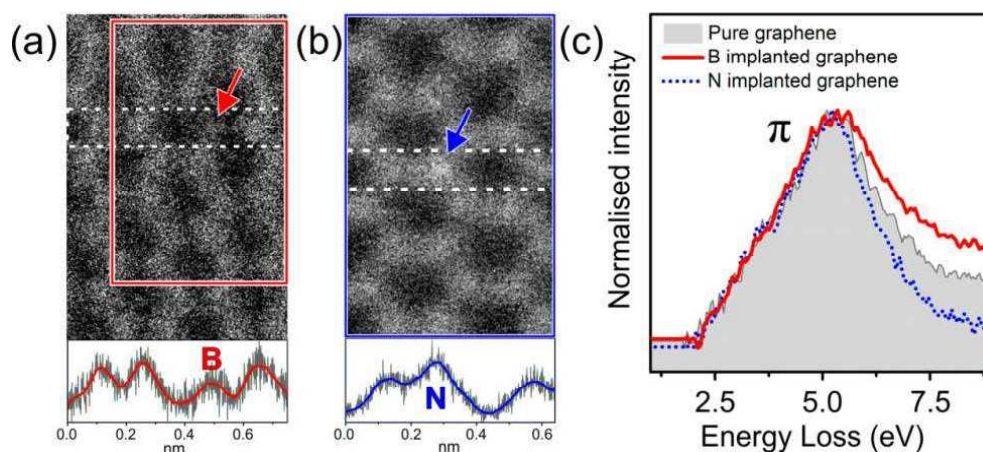 (a)
B
0.0 0.2 0.4 0.6
nm
(b)
N
0.0 0.2 0.4 0.6
nm
(c)
Pure graphene
B implanted graphene
N implanted graphene
π
Normalised intensity
2.5 5.0 7.5
Energy Loss (eV)